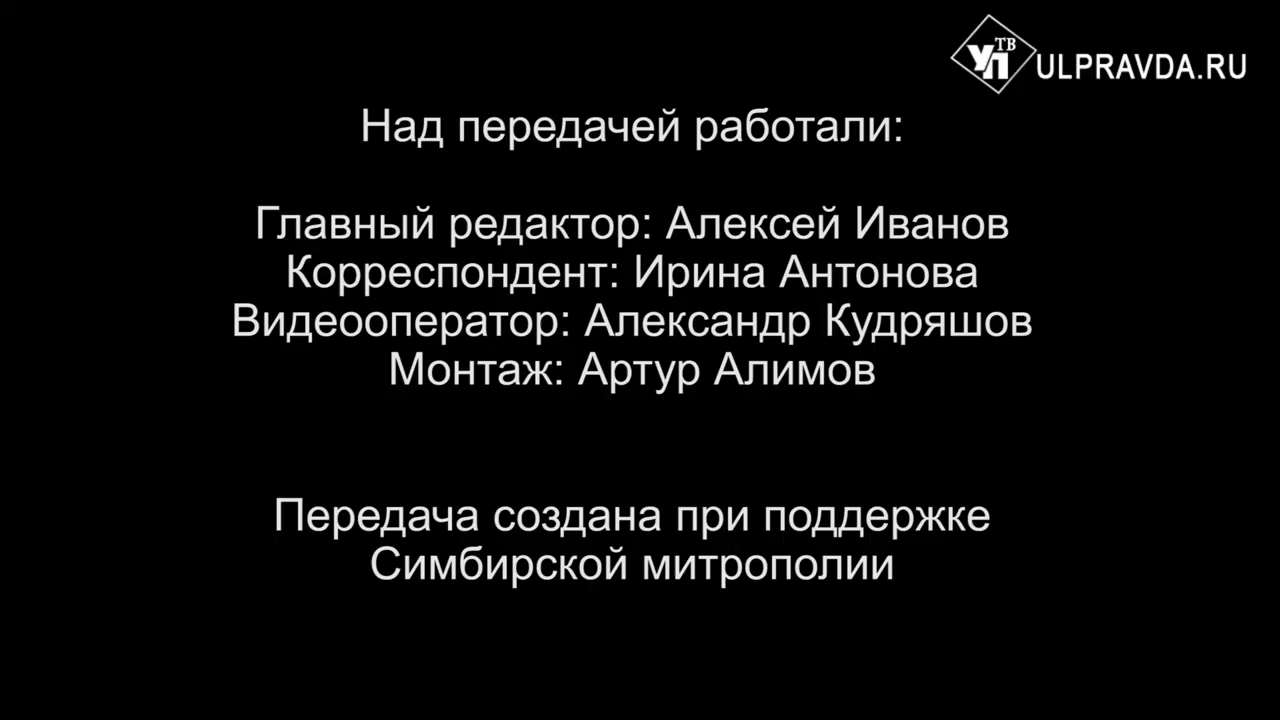 УП ТВ ULPRAVDA.RU
Над передачей работали:
Главный редактор: Алексей Иванов
Корреспондент: Ирина Антонова
Видеооператор: Александр Кудряшов
Монтаж: Артур Алимов
Передача создана при поддержке
Симбирской митрополии